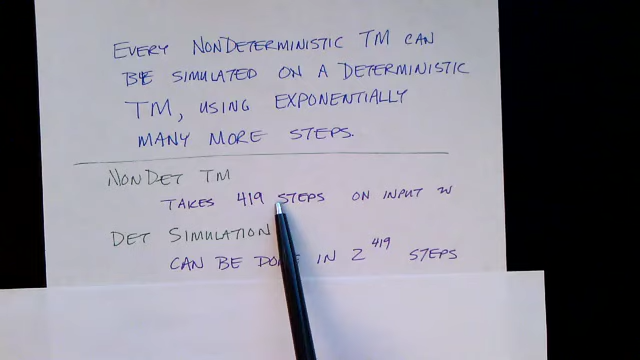 EVERY NONDETERMINISTIC TM CAN
BE SIMULATED ON A DETERMINISTIC
TM, USING EXPONENTIALLY
MANY MORE STEPS.
NONDET TM
TAKES 419 STEPS ON INPUT W
DET SIMULATION
CAN BE DONE IN 2^419 STEPS